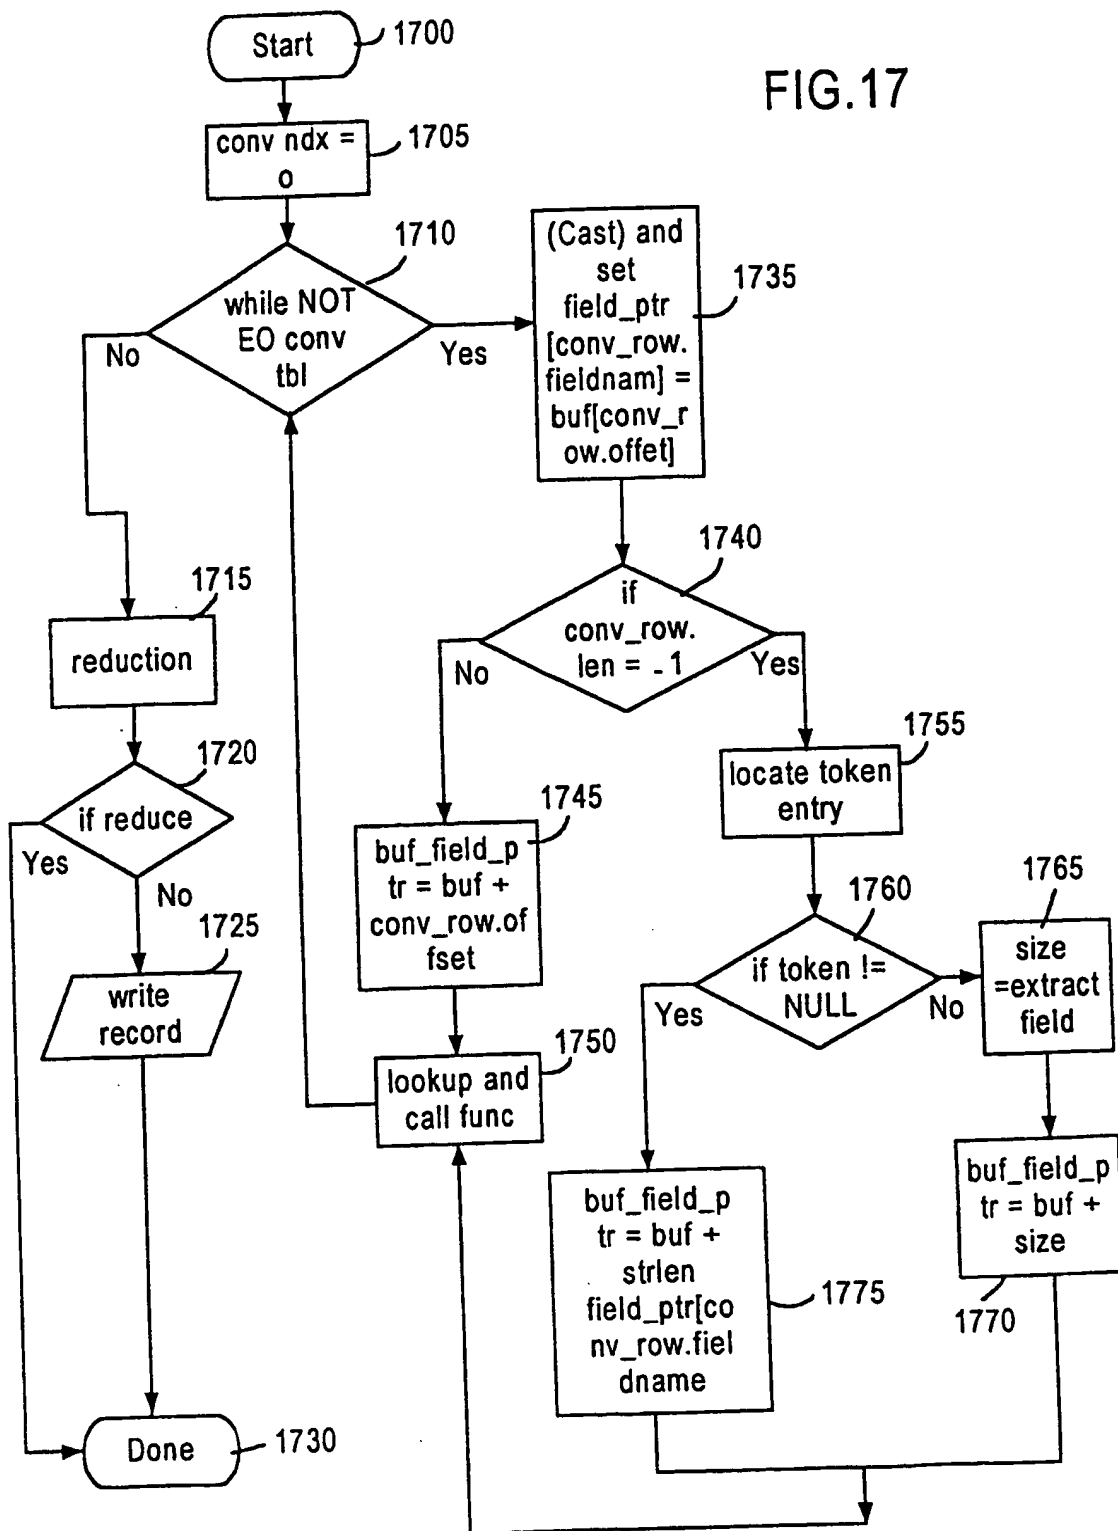 FIG.17
Start
1700
conv ndx =
o
1705
while NOT
EO conv
tbl
1710
No
Yes
(Cast) and
set
field_ptr
[conv_row.
fieldnam] =
buf[conv_r
ow.offet]
1735
reduction
1715
if reduce
1720
Yes
No
write
record
1725
Done
1730
if
conv_row.
len = -1
1740
No
Yes
buf_field_p
tr = buf +
conv_row.of
fset
1745
lookup and
call func
1750
locate token
entry
1755
if token !=
NULL
1760
Yes
No
size
=extract
field
1765
buf_field_p
tr = buf +
size
1770
buf_field_p
tr = buf +
strlen
field_ptr[co
nv_row.fiel
dname
1775